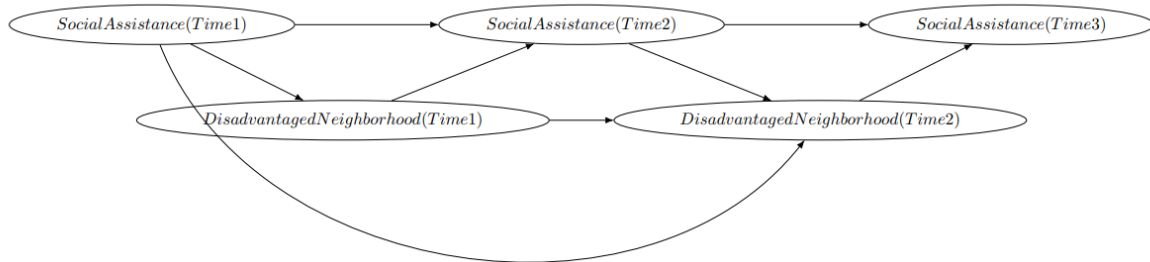 SocialAssistance(Time1)
SocialAssistance(Time2)
SocialAssistance(Time3)
DisadvantagedNeighborhood(Time1)
DisadvantagedNeighborhood(Time2)